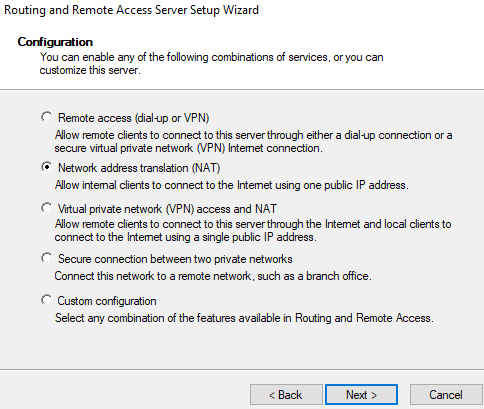 Routing and Remote Access Server Setup Wizard
Configuration
You can enable any of the following combinations of services, or you can
customize this server.
Remote access (dial-up or VPN)
Allow remote clients to connect to this server through either a dial-up connection or a
secure virtual private network (VPN) Internet connection.
Network address translation (NAT)
Allow internal clients to connect to the Internet using one public IP address.
Virtual private network (VPN) access and NAT
Allow remote clients to connect to this server through the Internet and local clients to
connect to the Internet using a single public IP address.
Secure connection between two private networks
Connect this network to a remote network, such as a branch office.
Custom configuration
Select any combination of the features available in Routing and Remote Access.
< Back Next > Cancel